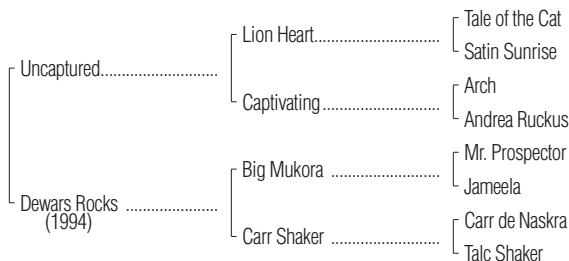 Tale of the Cat
Lion Heart..................................
Satin Sunrise
Uncaptured.................................
Arch
Captivating ................................
Andrea Ruckus
Mr. Prospector
Big Mukora ...............................
Jameela
Dewars Rocks ..........................
(1994)
Carr de Naskra
Carr Shaker ...............................
Talc Shaker